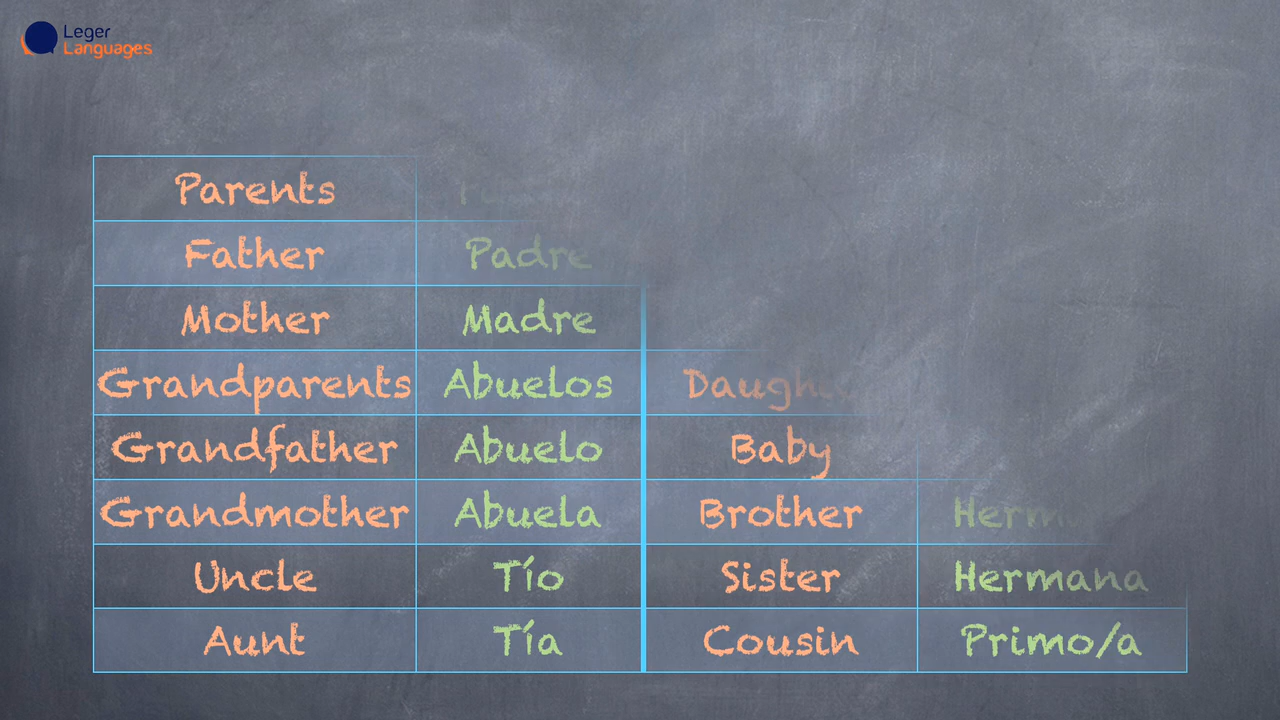 Leger
Languages
Parents
Father Padre
Mother Madre
Grandparents Abuelos
Grandfather Abuelo Baby
Grandmother Abuela Brother
Uncle Tío Sister Hermana
Aunt Tía Cousin Primo/a